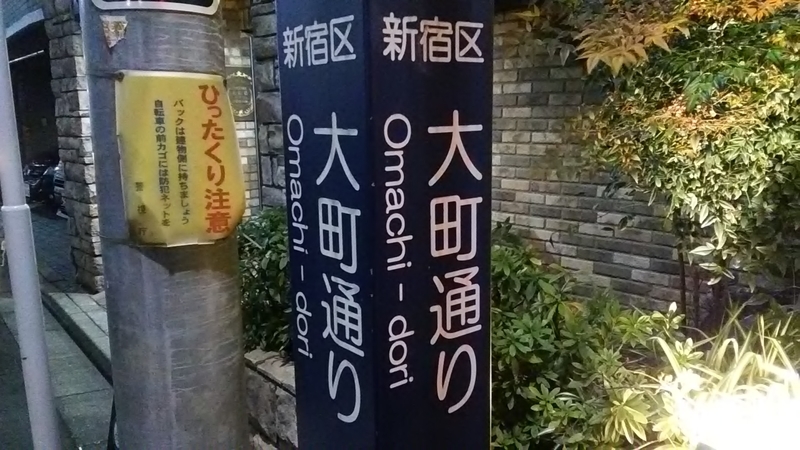 ひったくり注意
バックは建物側に持ちましょう
自転車の前カゴには防犯ネットを
新宿区
大町通り
Omachi-dori
新宿区
大町通り
Omachi-dori